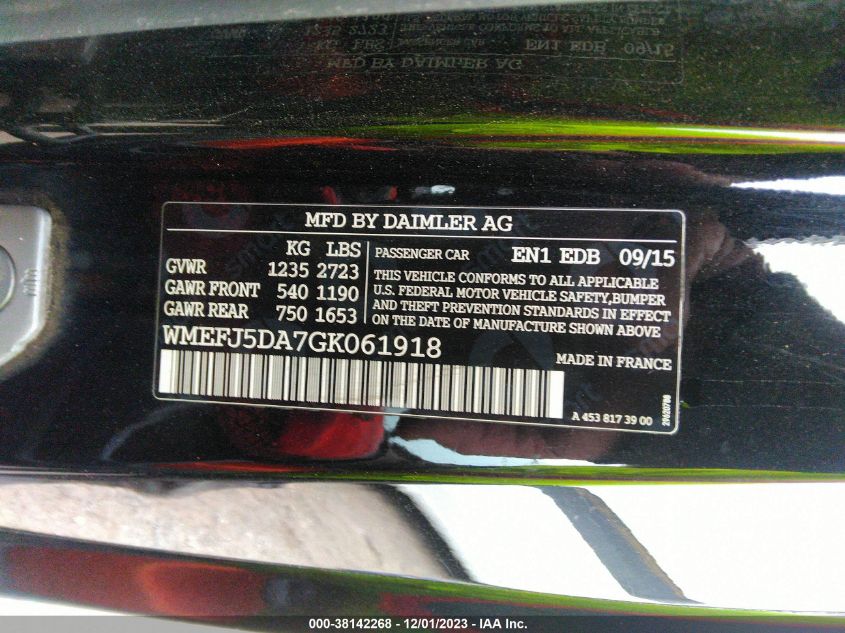 MFD BY DAIMLER AG
KG LBS
GVWR 1235 2723
GAWR FRONT 540 1190
GAWR REAR 750 1653
PASSENGER CAR EN1 EDB 09/15
THIS VEHICLE CONFORMS TO ALL APPLICABLE
U.S. FEDERAL MOTOR VEHICLE SAFETY,BUMPER
AND THEFT PREVENTION STANDARDS IN EFFECT
ON THE DATE OF MANUFACTURE SHOWN ABOVE.
WMEFJ5DA7GK061918
MADE IN FRANCE
A 453 817 39 00
000-38142268 - 12/01/2023 - IAA Inc.